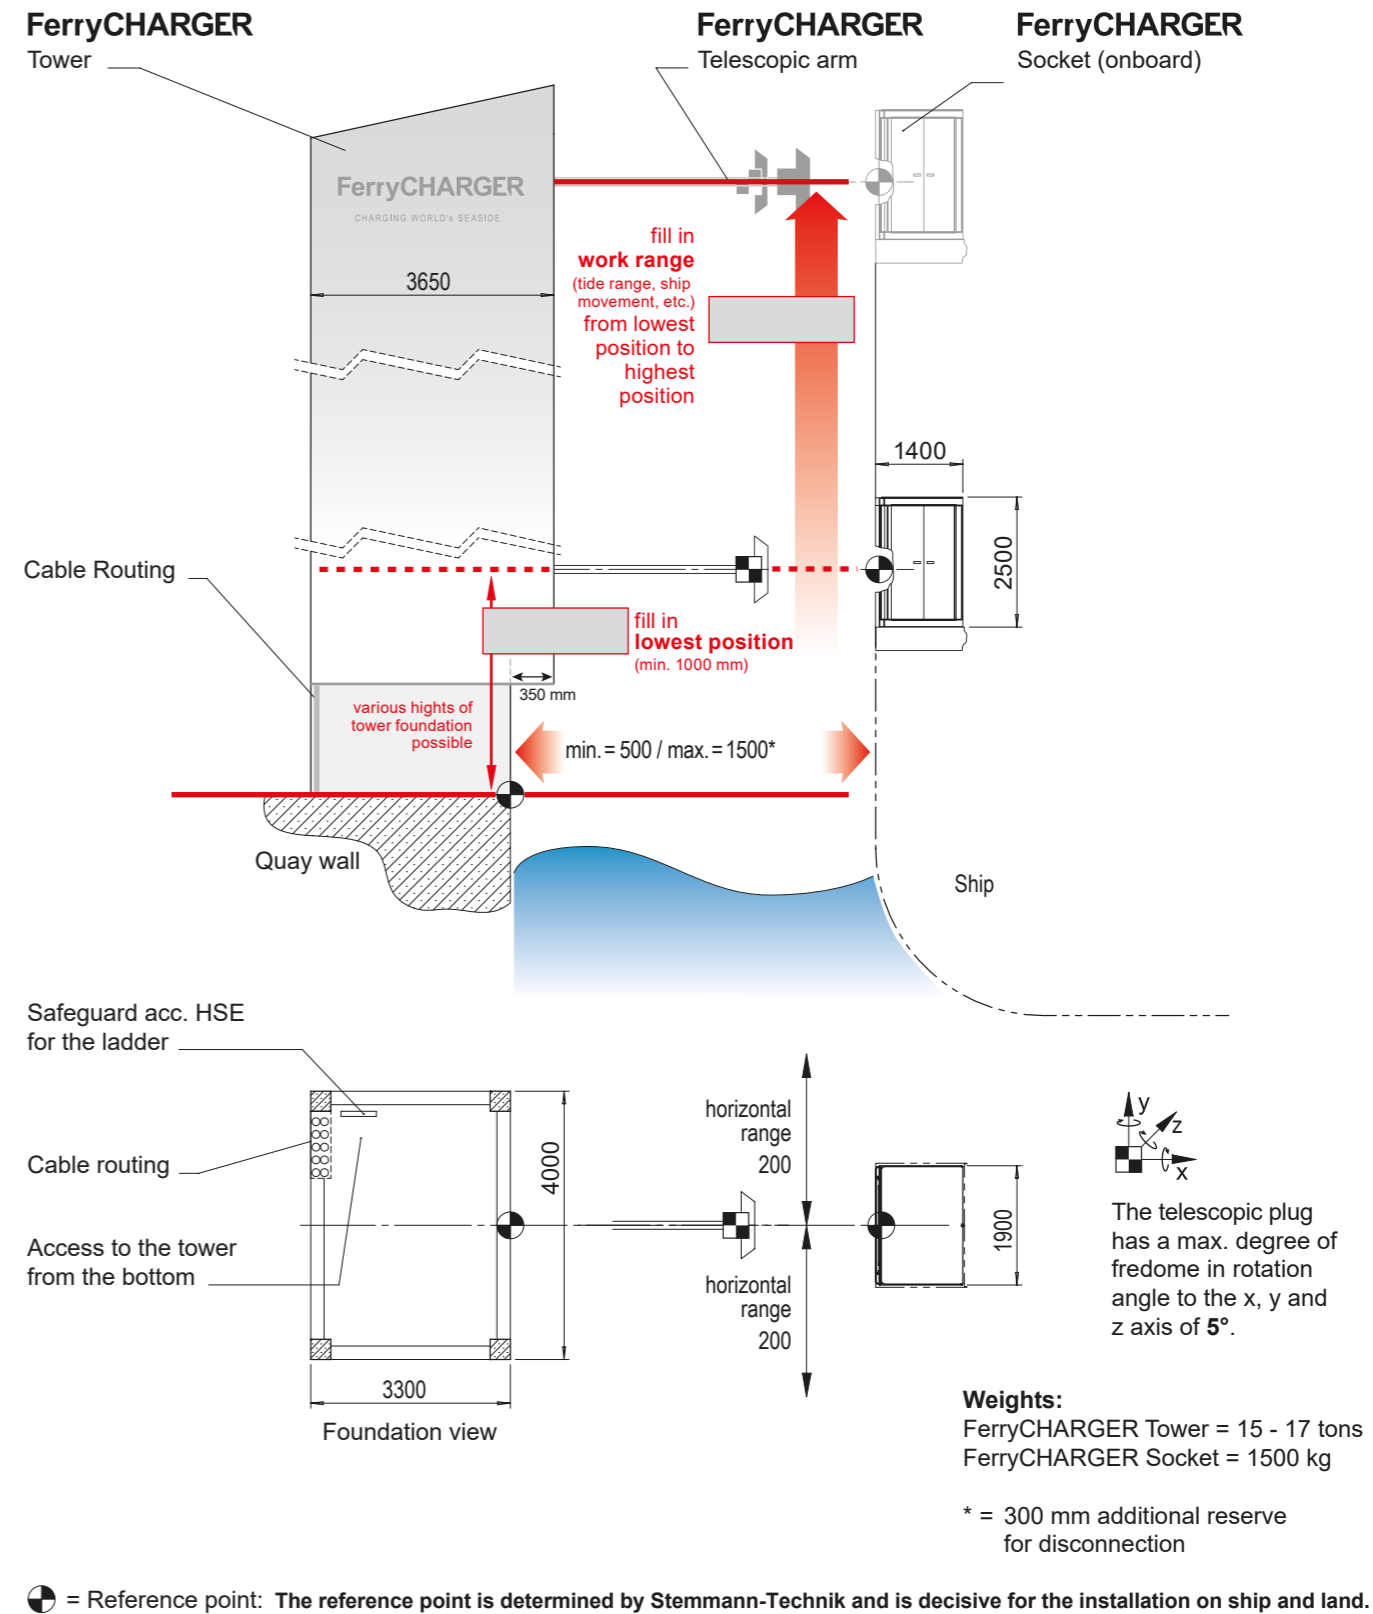 FerryCHARGER
Tower
FerryCHARGER
Telescopic arm
FerryCHARGER
Socket (onboard)
FerryCHARGER
CHARGING WORLD's SEASIDE
3650
fill in
work range
(tide range, ship
movement, etc.)
from lowest
position to
highest
position
1400
2500
Cable Routing
fill in
lowest position
(min. 1000 mm)
350 mm
various hights of
tower foundation
possible
min. = 500 / max. = 1500*
Quay wall
Ship
Safeguard acc. HSE
for the ladder
Cable routing
Access to the tower
from the bottom
4000
3300
Foundation view
horizontal
range
200
horizontal
range
200
1900
y
z
x
The telescopic plug
has a max. degree of
fredome in rotation
angle to the x, y and
z axis of 5°.
Weights:
FerryCHARGER Tower = 15 - 17 tons
FerryCHARGER Socket = 1500 kg
* = 300 mm additional reserve
for disconnection
= Reference point: The reference point is determined by Stemmann-Technik and is decisive for the installation on ship and land.